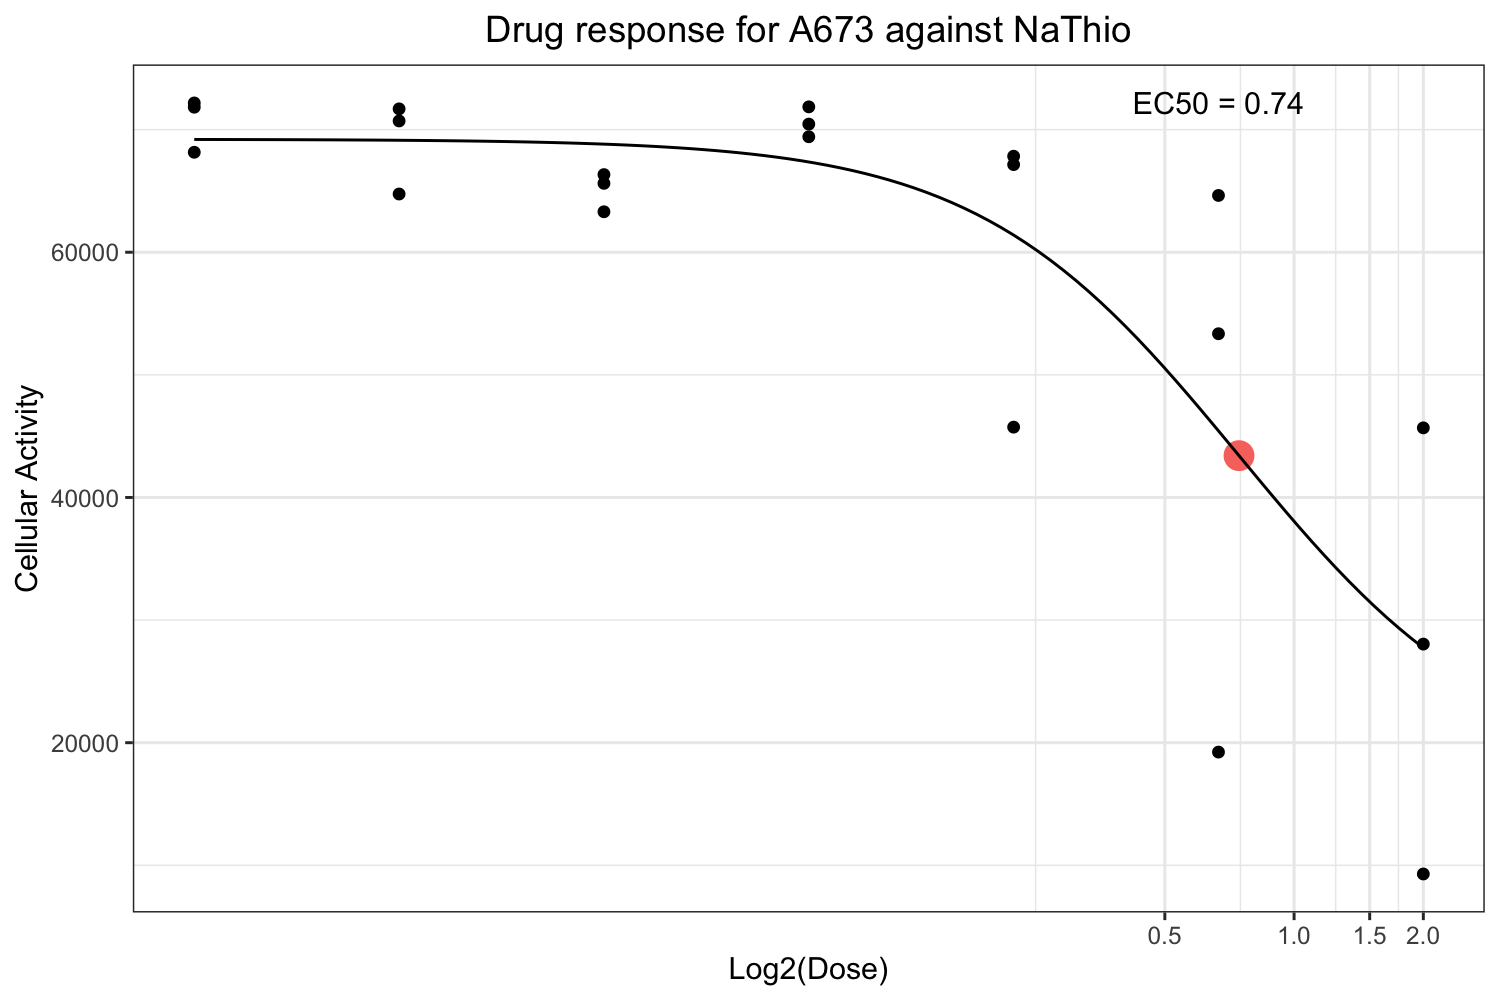 Drug response for A673 against NaThio
EC50 = 0.74
60000
40000
20000
Cellular Activity
0.5 1.0 1.5 2.0
Log2(Dose)